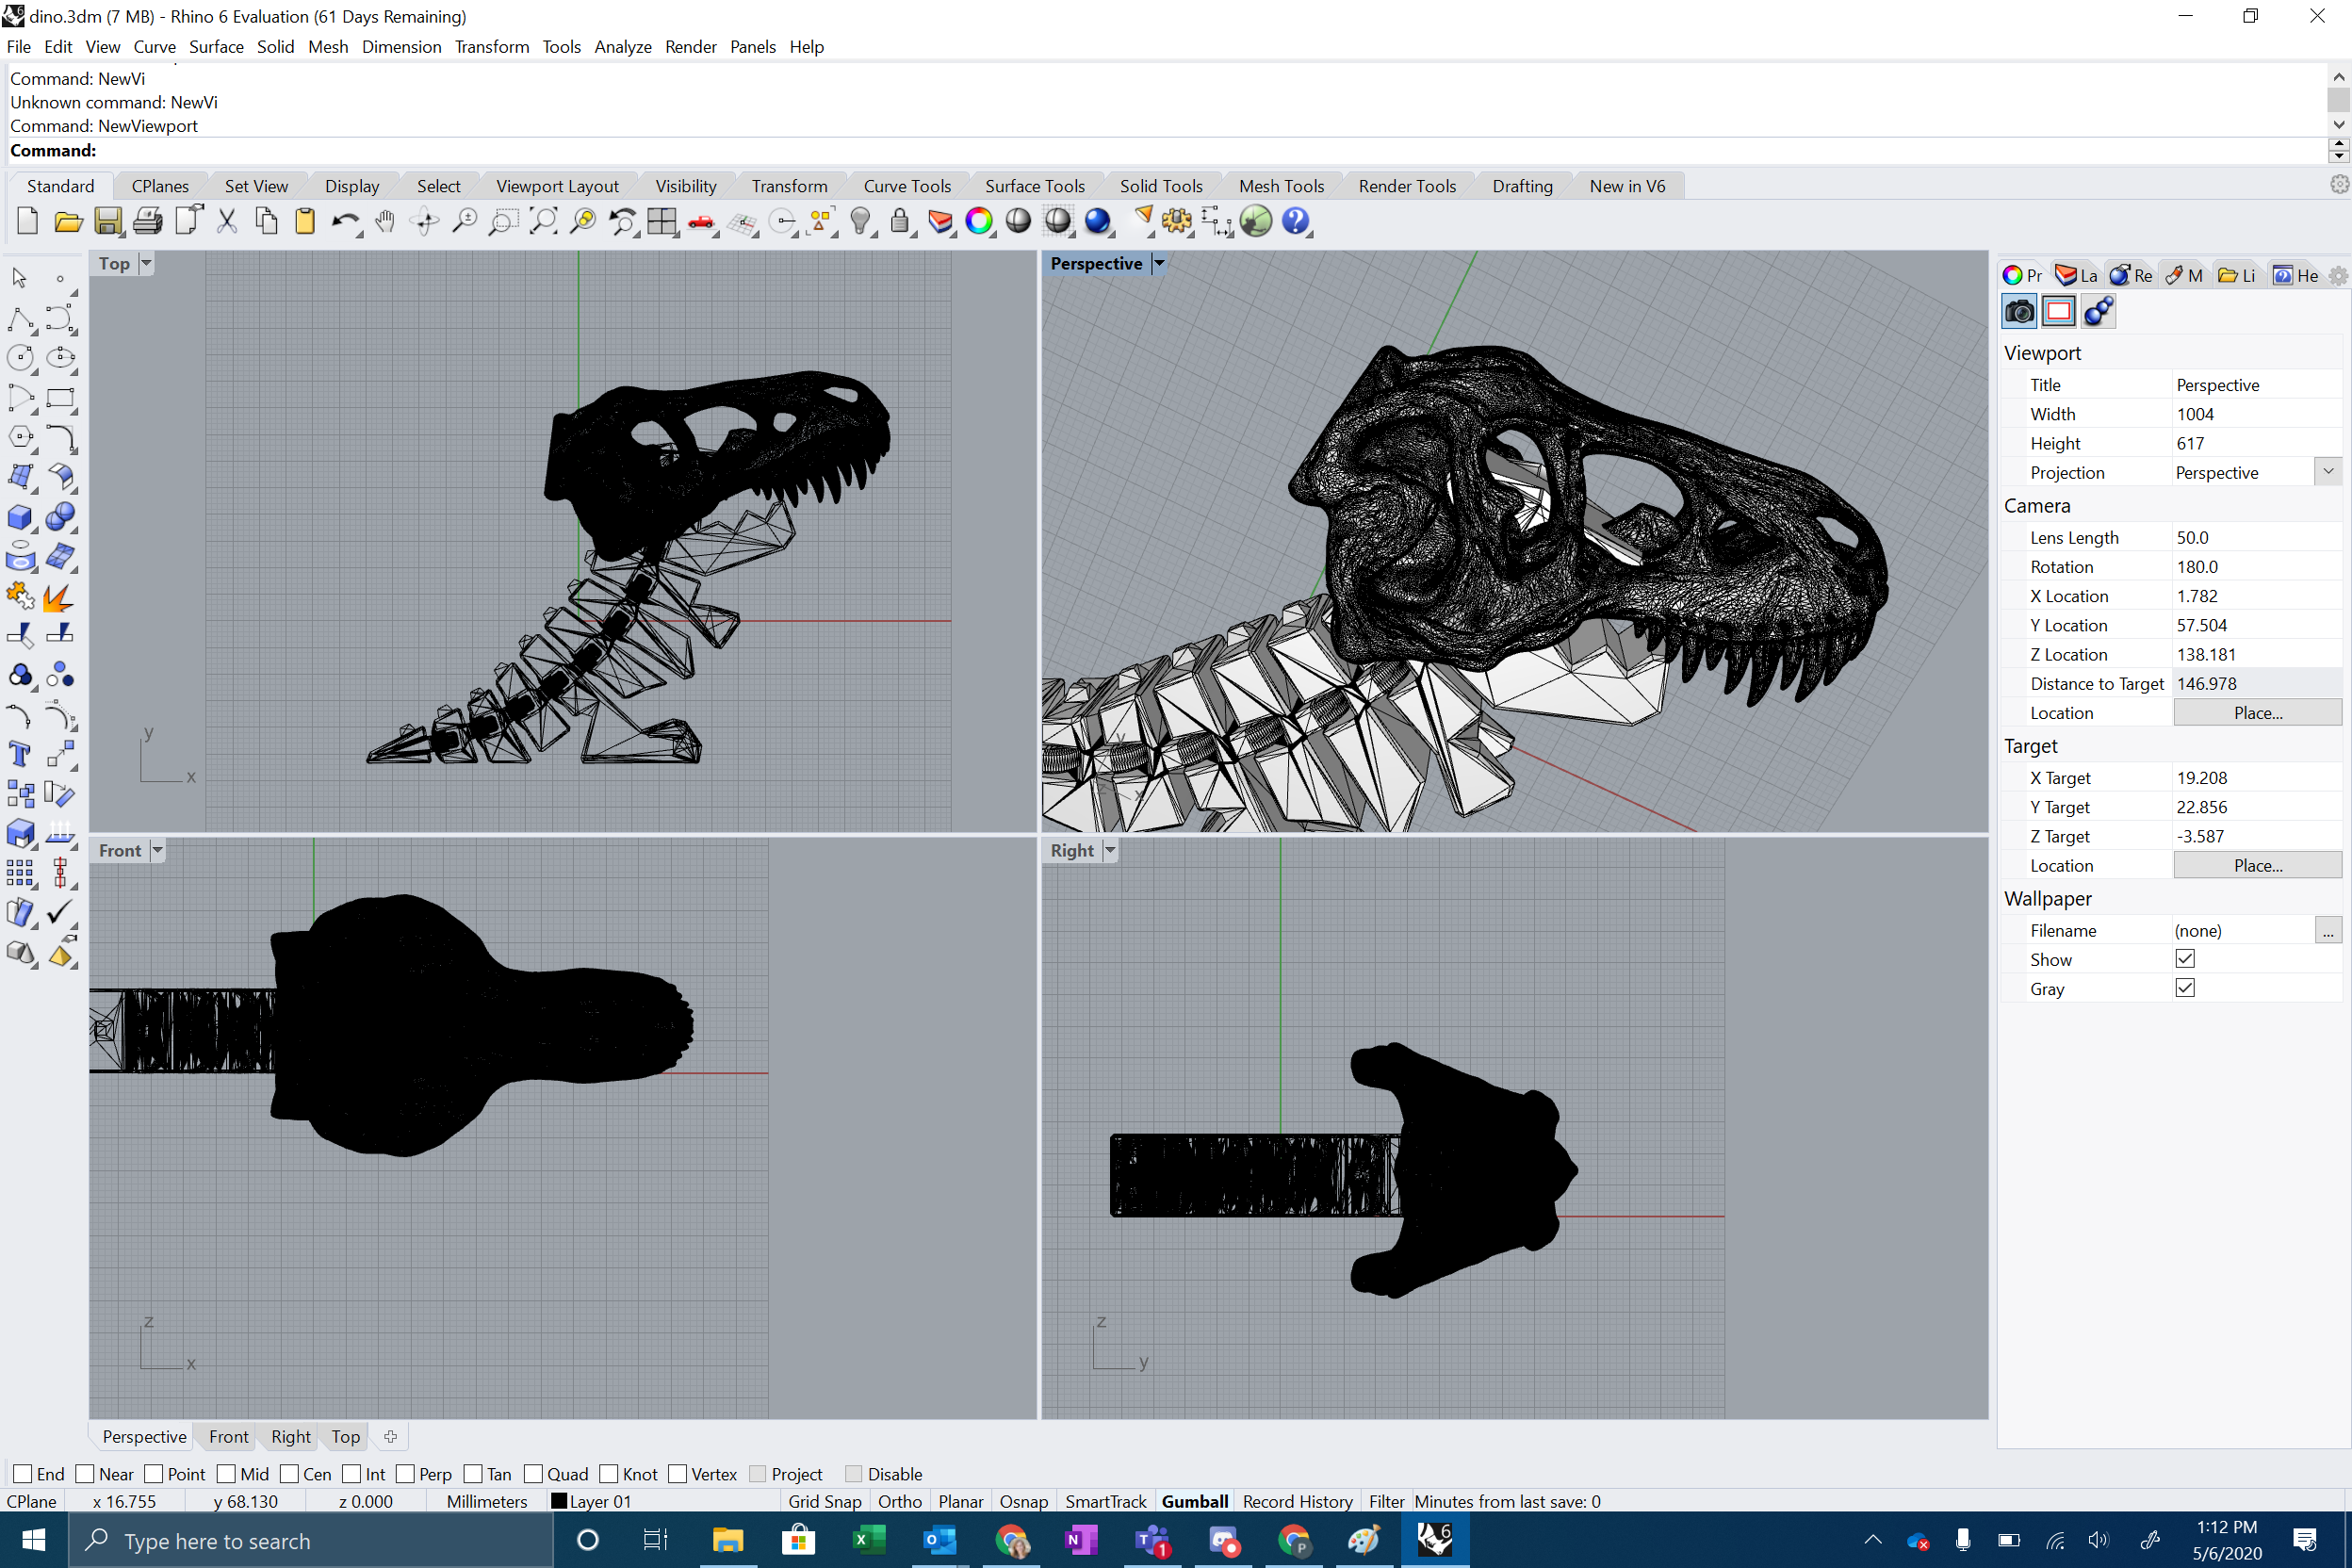 dino.3dm (7 MB) - Rhino 6 Evaluation (61 Days Remaining)
File Edit View Curve Surface Solid Mesh Dimension Transform Tools Analyze Render Panels Help
Command: NewVi
Unknown command: NewVi
Command: NewViewport
Command:
Standard CPlanes Set View Display Select Viewport Layout Visibility Transform Curve Tools Surface Tools Solid Tools Mesh Tools Render Tools Drafting New in V6
Top
Perspective
y
x
y
x
Front
Right
z
x
z
y
Pr La Re M Li He
Viewport
Title Perspective
Width 1004
Height 617
Projection Perspective
Camera
Lens Length 50.0
Rotation 180.0
X Location 1.782
Y Location 57.504
Z Location 138.181
Distance to Target 146.978
Location Place...
Target
X Target 19.208
Y Target 22.856
Z Target -3.587
Location Place...
Wallpaper
Filename (none) ...
Show
Gray
Perspective Front Right Top
End Near Point Mid Cen Int Perp Tan Quad Knot Vertex Project Disable
CPlane x 16.755 y 68.130 z 0.000 Millimeters Layer 01 Grid Snap Ortho Planar Osnap SmartTrack Gumball Record History Filter Minutes from last save: 0
Type here to search
1:12 PM
5/6/2020